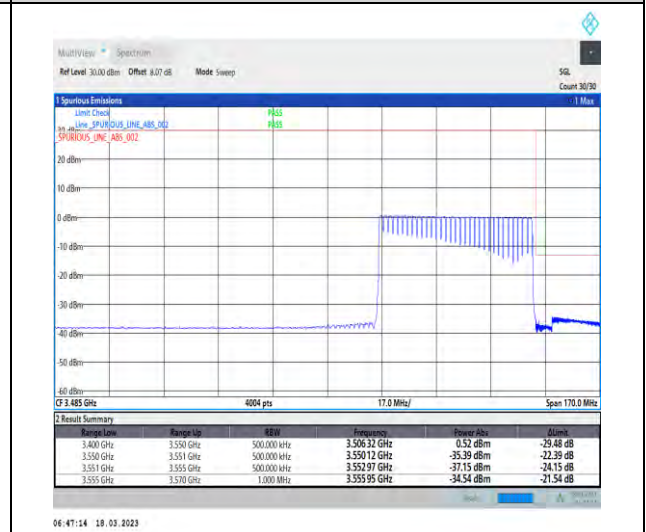 MultiView Spectrum
Ref Level 30.00 dBm Offset 8.07 dB Mode Sweep SGL
Count 30/30
1 Spurious Emissions 1 Max
Limit Check PASS
Line _SPURIOUS_LINE_ABS_002 PASS
_SPURIOUS_LINE_ABS_002
20 dBm
10 dBm
0 dBm
-10 dBm
-20 dBm
-30 dBm
-40 dBm
-50 dBm
-60 dBm
CF 3.485 GHz 4004 pts 17.0 MHz/ Span 170.0 MHz
2 Result Summary
Range Low Range Up RBW Frequency Power Abs ΔLimit
3.400 GHz 3.550 GHz 500.000 kHz 3.50632 GHz 0.52 dBm -29.48 dB
3.550 GHz 3.551 GHz 500.000 kHz 3.55012 GHz -35.39 dBm -22.39 dB
3.551 GHz 3.555 GHz 500.000 kHz 3.55297 GHz -37.15 dBm -24.15 dB
3.555 GHz 3.570 GHz 1.000 MHz 3.55595 GHz -34.54 dBm -21.54 dB
06:47:14 18.03.2023